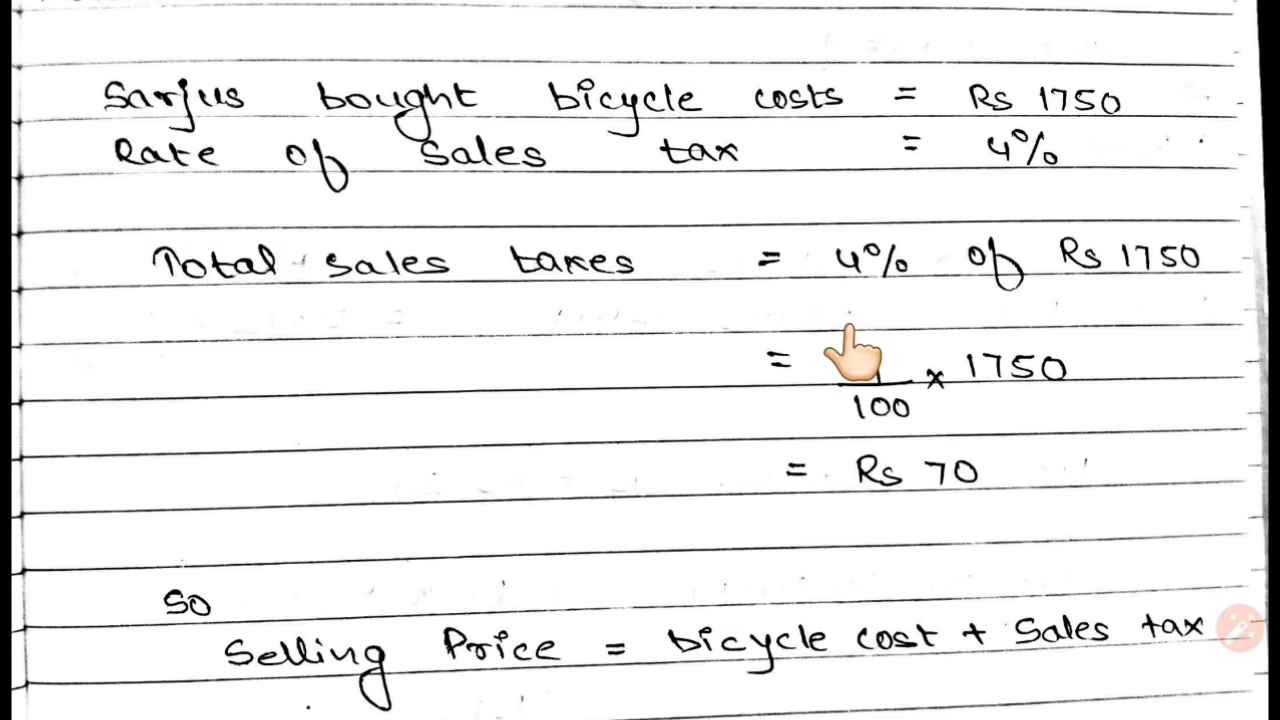 Sarjus bought bicycle costs = Rs 1750
Rate of Sales tax = 4%
Total sales taxes = 4% of Rs 1750
= /100 × 1750
= Rs 70
So
Selling Price = bicycle cost + Sales tax